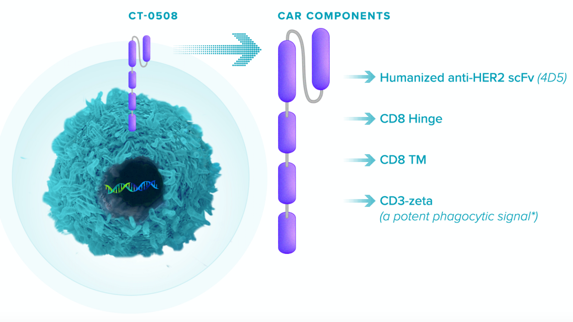 CT-0508
CAR COMPONENTS
Humanized anti-HER2 scFv (4D5)
CD8 Hinge
CD8 TM
CD3-zeta
(a potent phagocytic signal*)